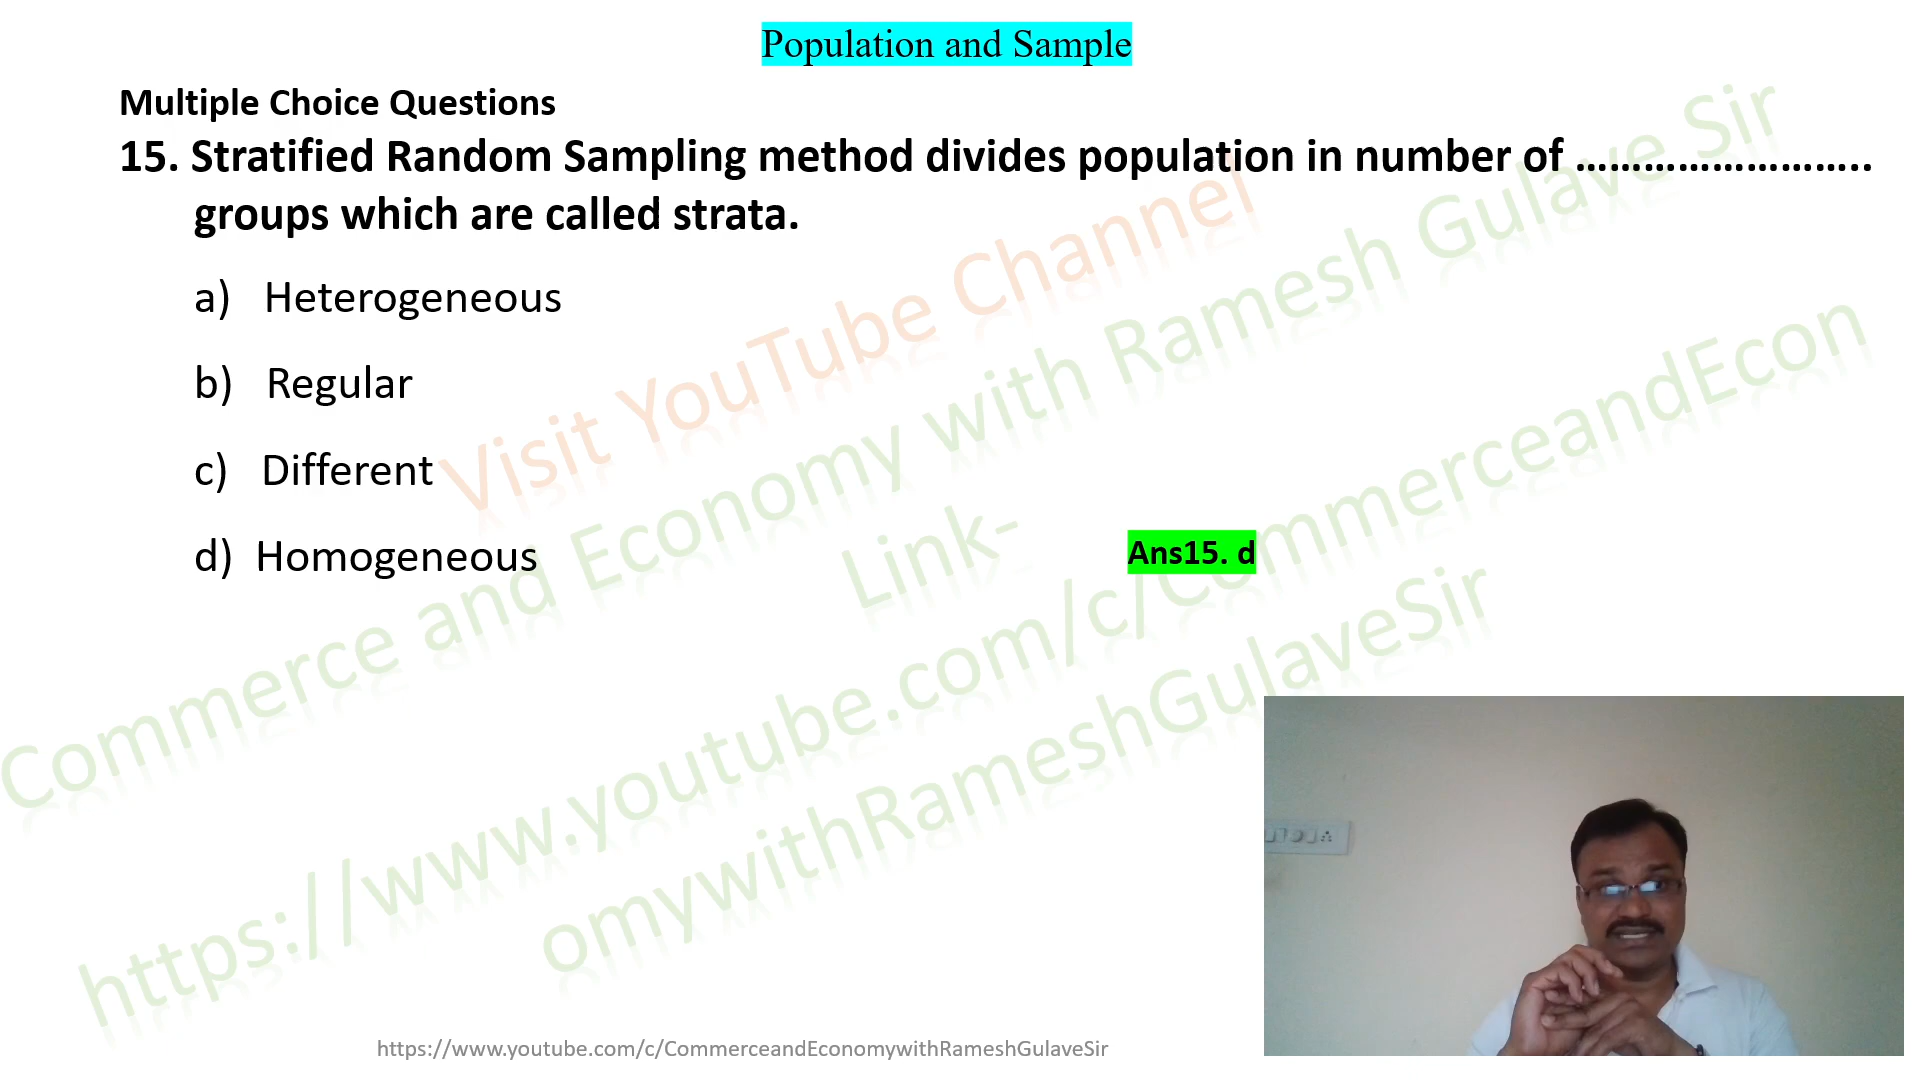 Population and Sample
Multiple Choice Questions
15. Stratified Random Sampling method divides population in number of ……………………..
groups which are called strata.
a) Heterogeneous
b) Regular
c) Different
d) Homogeneous
Ans15. d
Visit YouTube Channel
Commerce and Economy with Ramesh Gulave Sir
Link-
https://www.youtube.com/c/CommerceandEcon
omywithRameshGulaveSir
https://www.youtube.com/c/CommerceandEconomywithRameshGulaveSir